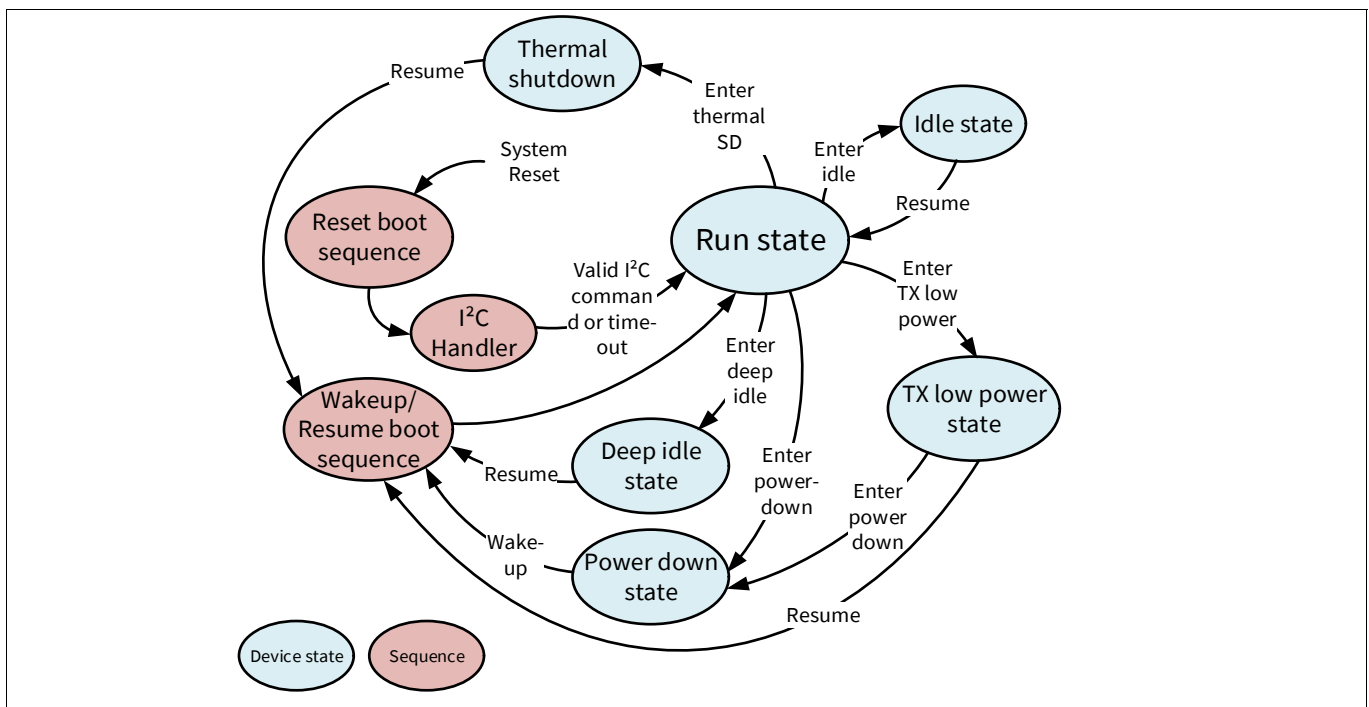 Thermal
shutdown
Resume
Enter
thermal
SD
Idle state
Enter
idle
System
Reset
Resume
Reset boot
sequence
Run state
Valid I²C
comman
d or time-
out
Enter
TX low
power
I²C
Handler
Enter
deep
idle
TX low power
state
Wakeup/
Resume boot
sequence
Deep idle
state
Resume
Enter
power-
down
Enter
power
down
Wake-
up
Power down
state
Resume
Device state
Sequence